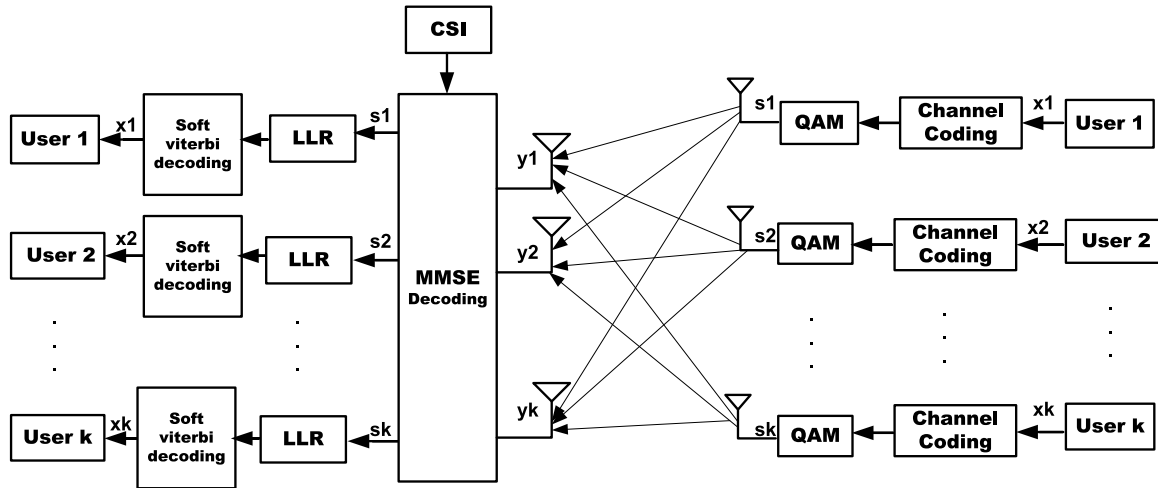 CSI
User 1
x1
Soft
viterbi
decoding
LLR
s1
y1
s1
QAM
Channel
Coding
x1
User 1
User 2
x2
Soft
viterbi
decoding
LLR
s2
MMSE
Decoding
y2
s2
QAM
Channel
Coding
x2
User 2
User k
xk
Soft
viterbi
decoding
LLR
sk
yk
sk
QAM
Channel
Coding
xk
User k